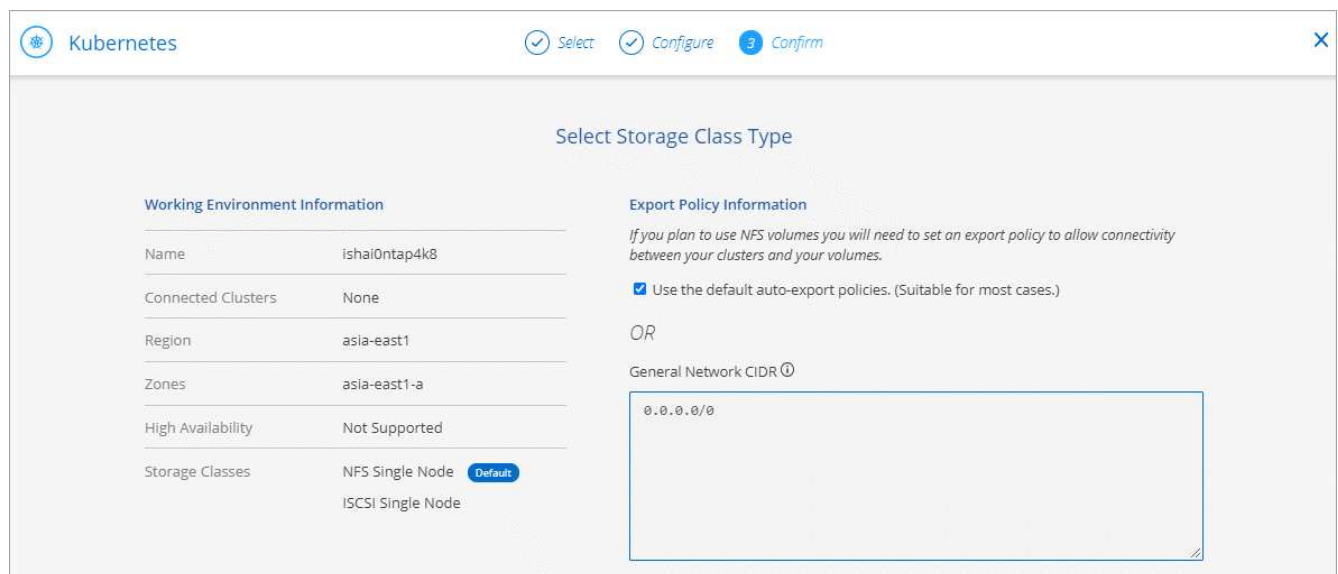 Kubernetes
Select
Configure
3
Confirm
Select Storage Class Type
Working Environment Information
Name ishai0ntap4k8
Connected Clusters None
Region asia-east1
Zones asia-east1-a
High Availability Not Supported
Storage Classes NFS Single Node Default
ISCSI Single Node
Export Policy Information
If you plan to use NFS volumes you will need to set an export policy to allow connectivity
between your clusters and your volumes.
Use the default auto-export policies. (Suitable for most cases.)
OR
General Network CIDR
0.0.0.0/0